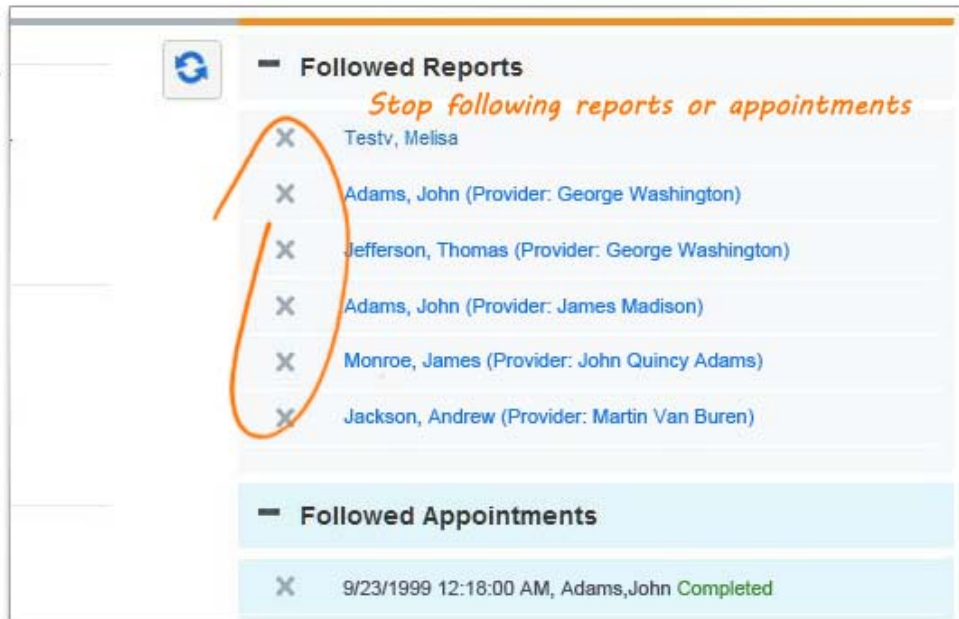 Followed Reports
Stop following reports or appointments
Testv, Melisa
Adams, John (Provider: George Washington)
Jefferson, Thomas (Provider: George Washington)
Adams, John (Provider: James Madison)
Monroe, James (Provider: John Quincy Adams)
Jackson, Andrew (Provider: Martin Van Buren)
Followed Appointments
9/23/1999 12:18:00 AM, Adams,John Completed